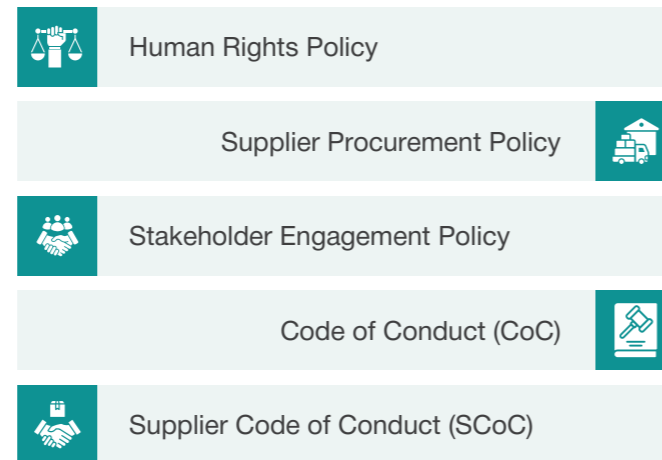 Human Rights Policy
Supplier Procurement Policy
Stakeholder Engagement Policy
Code of Conduct (CoC)
Supplier Code of Conduct (SCoC)